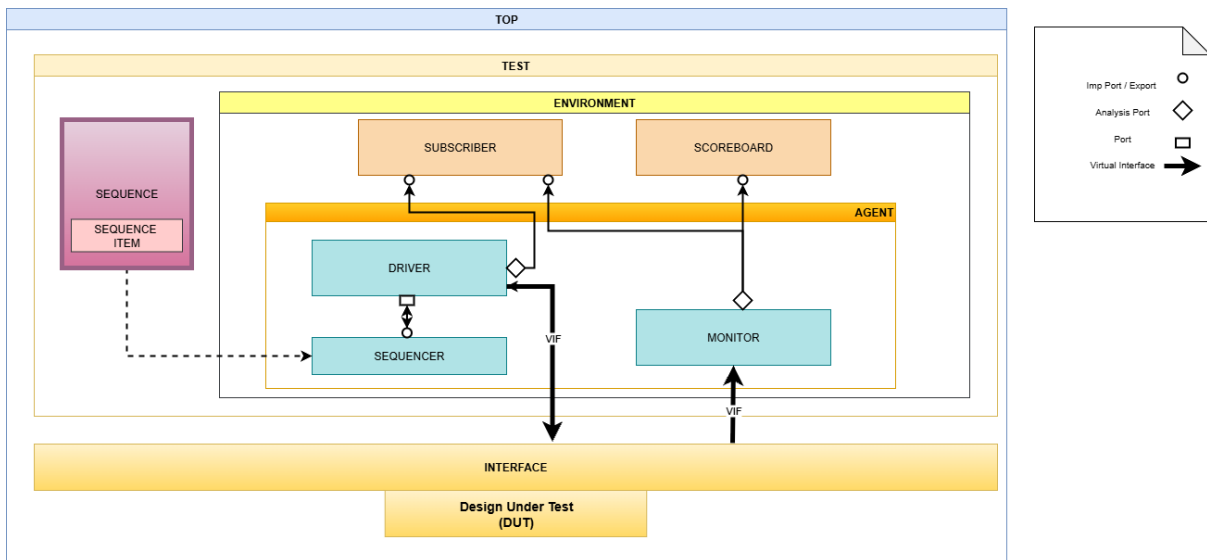 TOP
TEST
ENVIRONMENT
SUBSCRIBER
SCOREBOARD
SEQUENCE
SEQUENCE
ITEM
AGENT
DRIVER
VIF
SEQUENCER
MONITOR
VIF
INTERFACE
Design Under Test
(DUT)
Imp Port / Export
Analysis Port
Port
Virtual Interface